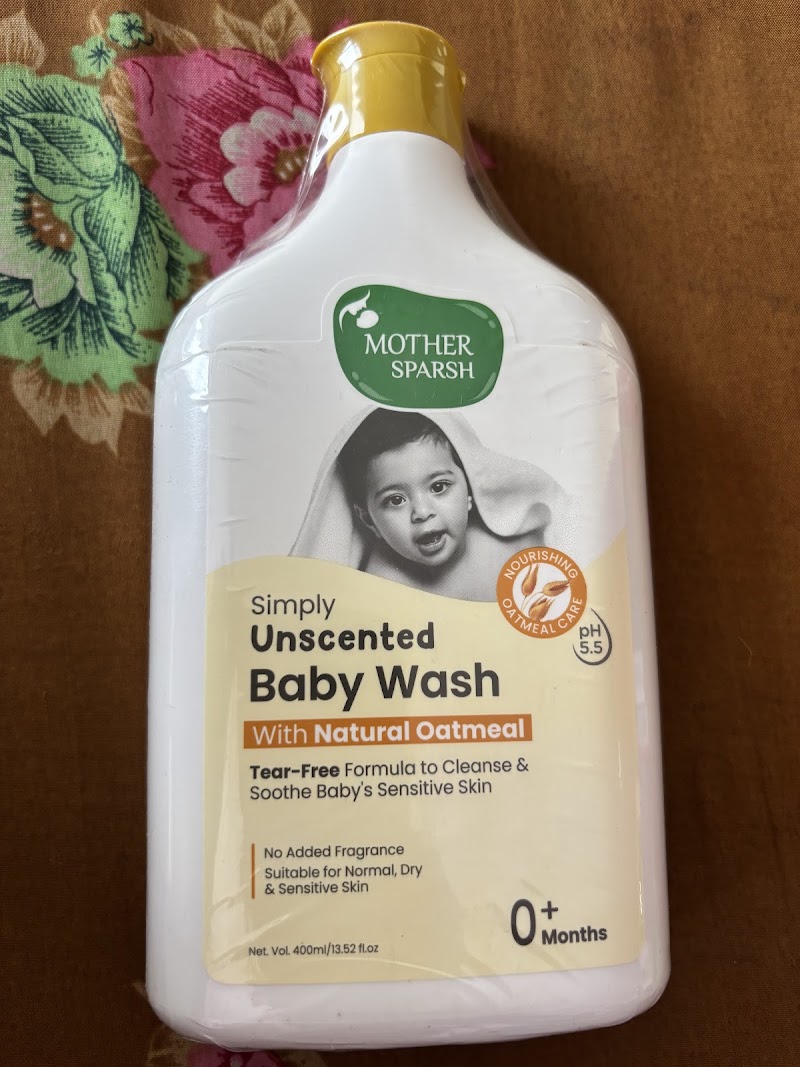 MOTHER
SPARSH
NOURISHING
OATMEAL CARE
pH
5.5
Simply
Unscented
Baby Wash
With Natural Oatmeal
Tear-Free Formula to Cleanse &
Soothe Baby's Sensitive Skin
No Added Fragrance
Suitable for Normal, Dry
& Sensitive Skin
0+
Months
Net. Vol. 400ml/13.52 fl.oz